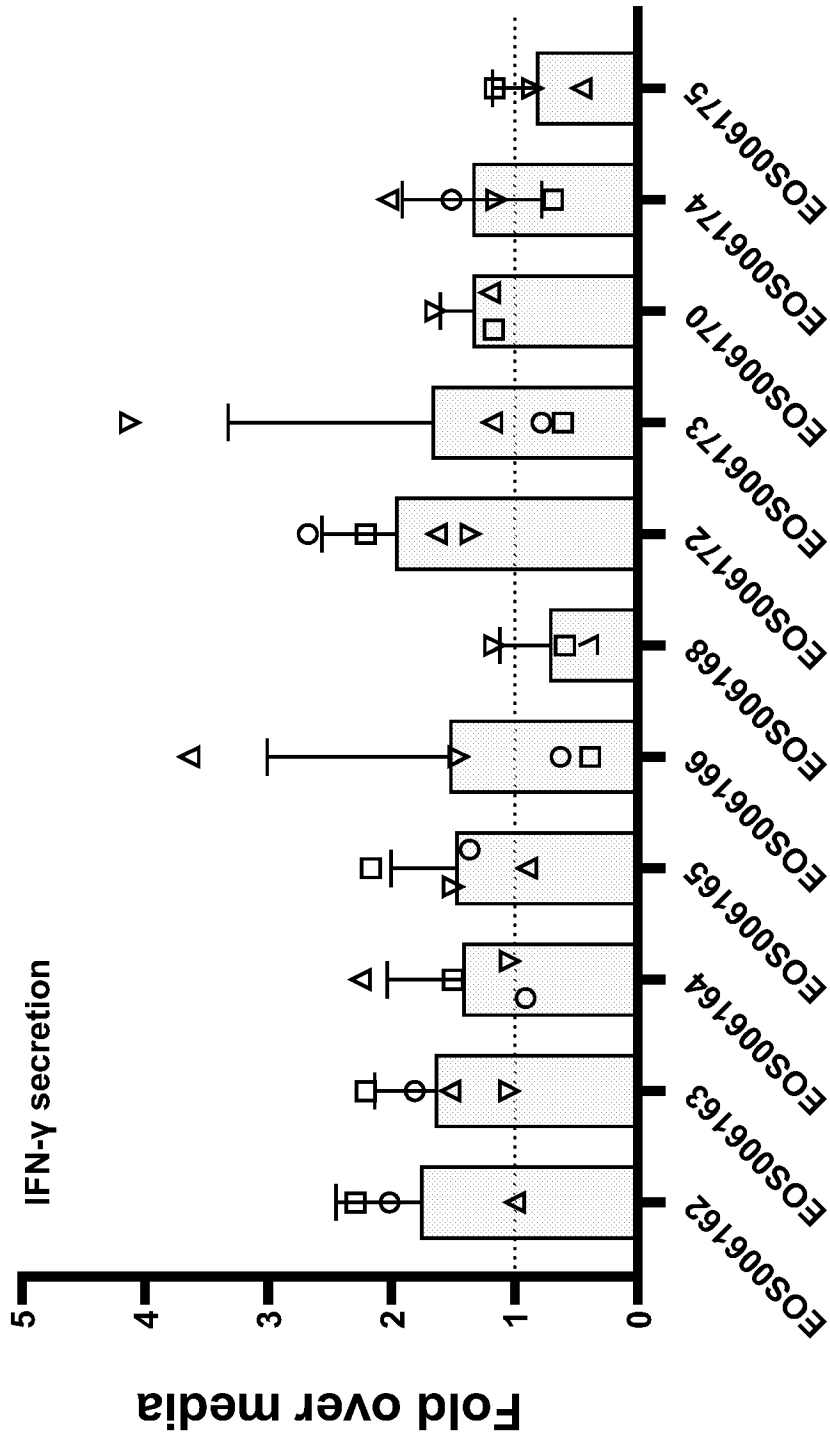 IFN-γ secretion
Fold over media
5
4
3
2
1
0
EOS006162
EOS006163
EOS006164
EOS006165
EOS006166
EOS006168
EOS006172
EOS006173
EOS006170
EOS006174
EOS006175